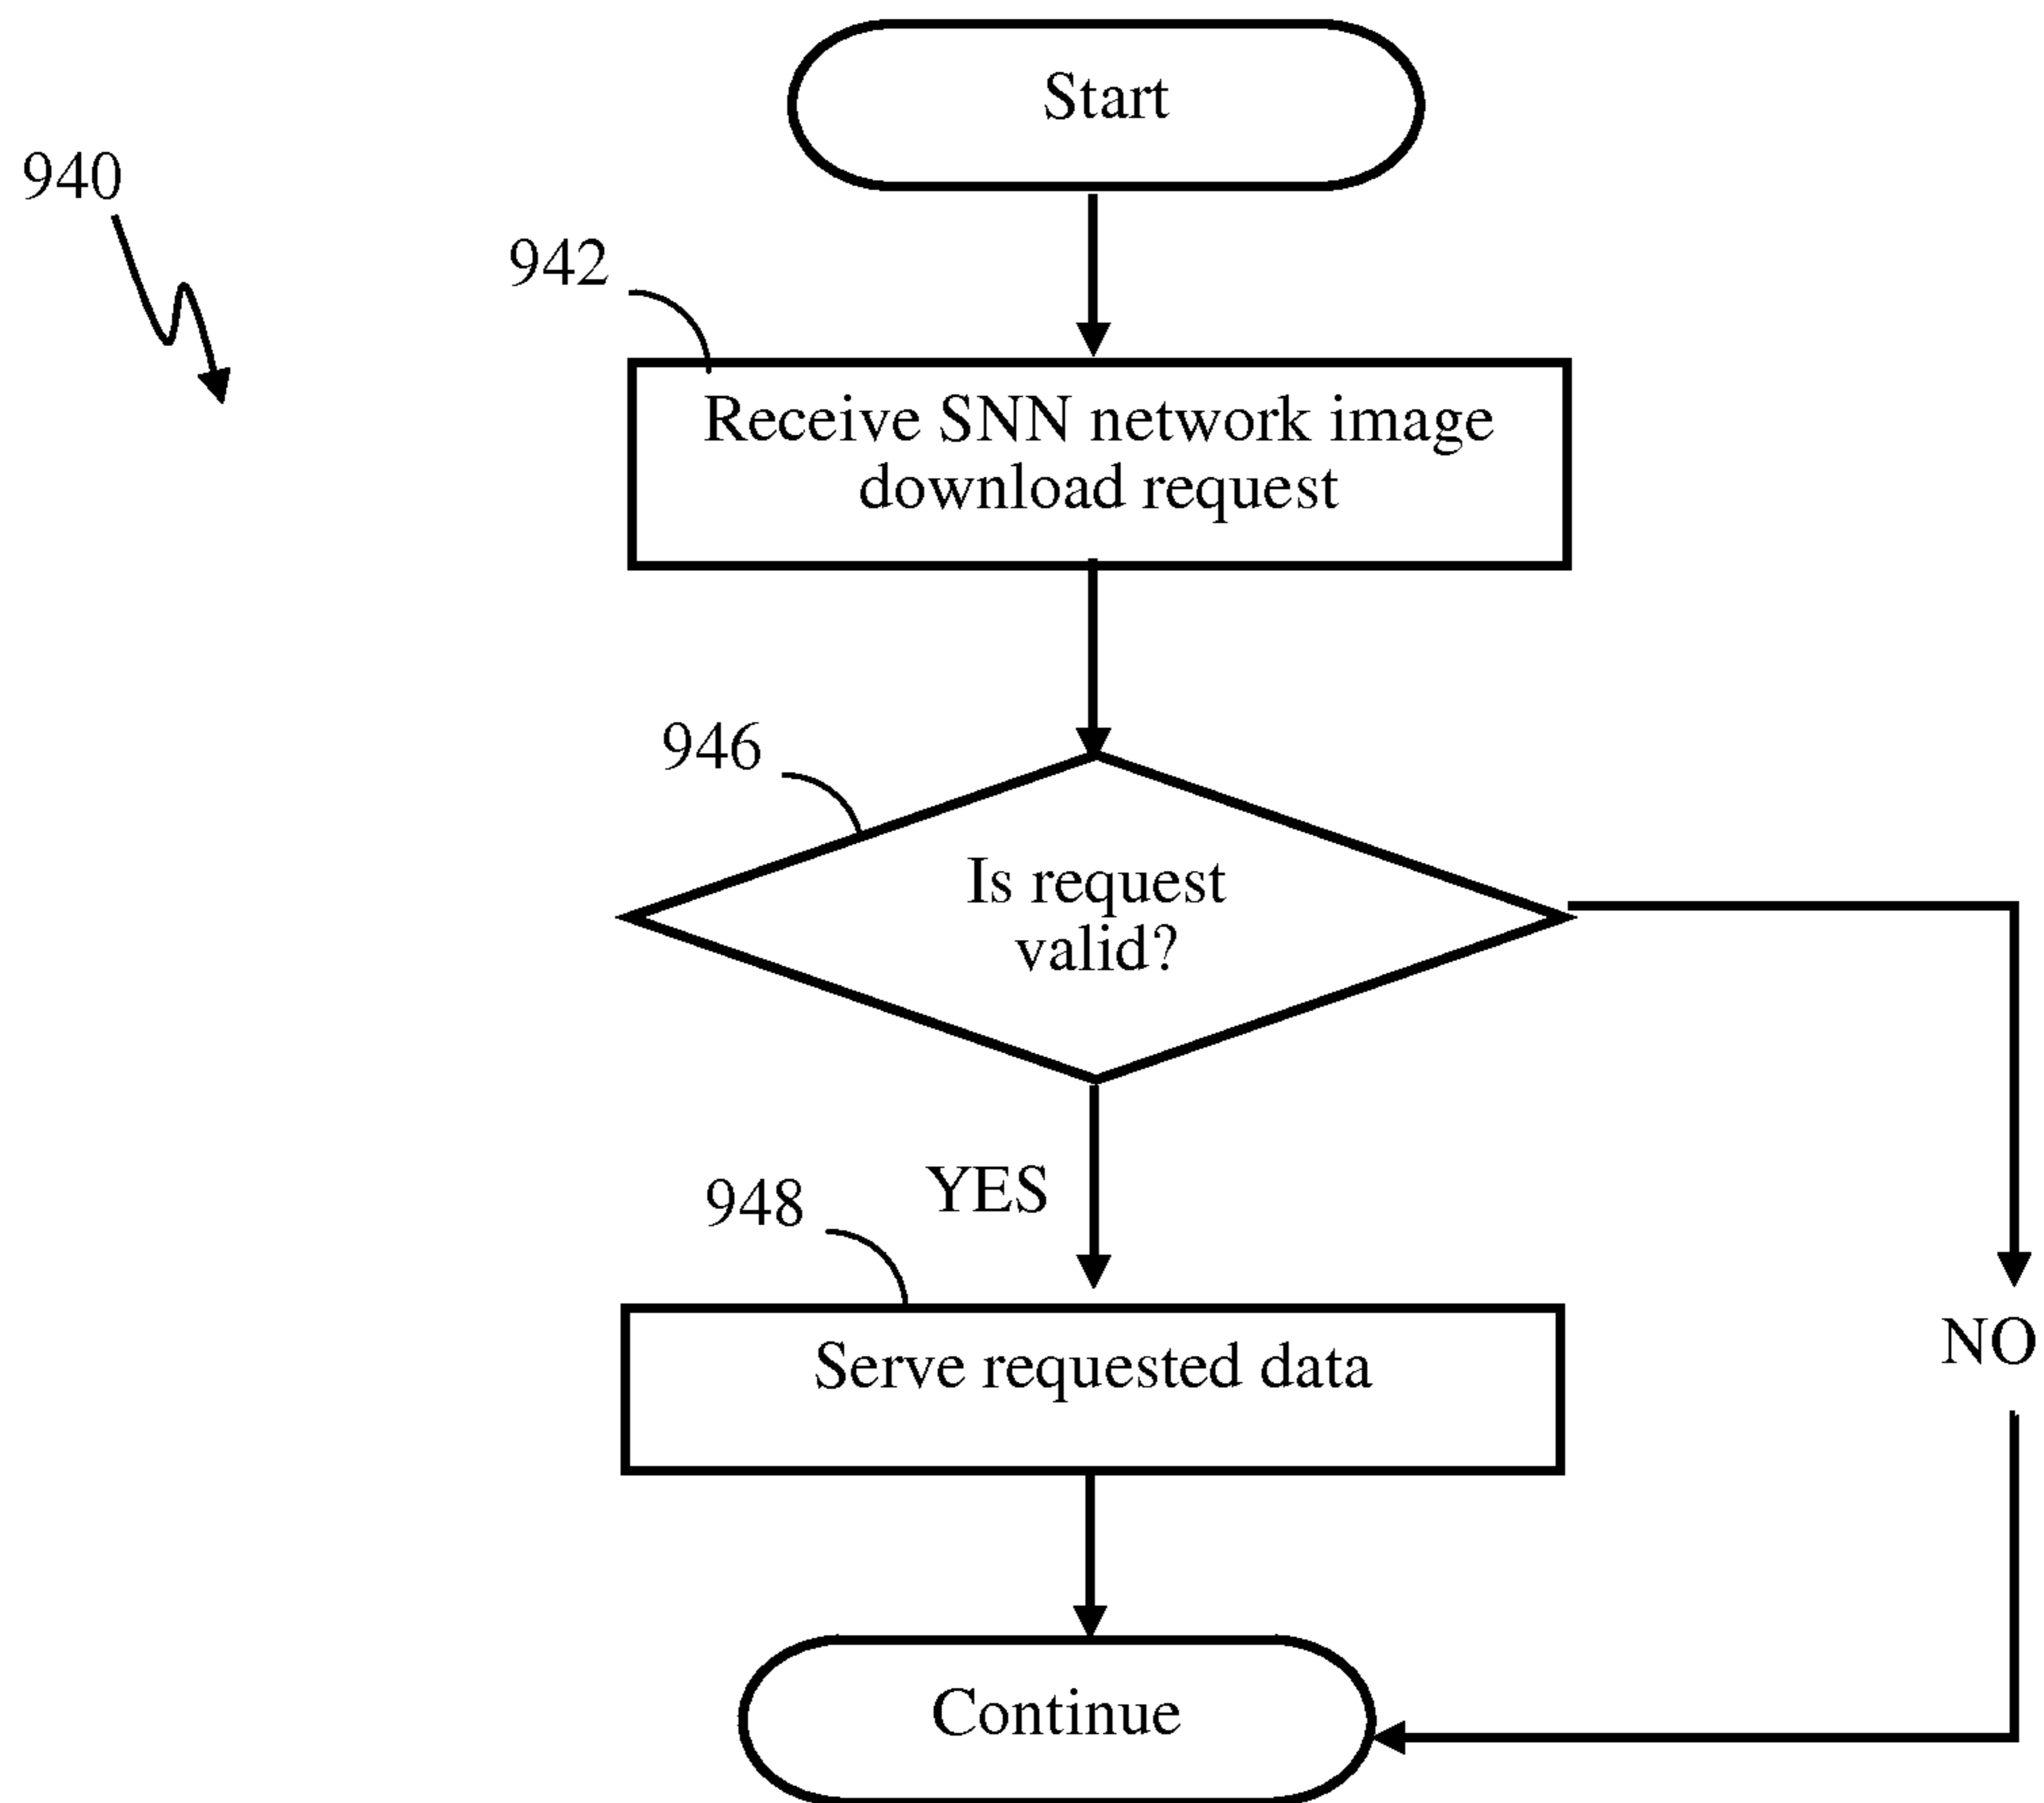 Start
940
942
Receive SNN network image
download request
946
Is request
valid?
YES
948
Serve requested data
NO
Continue